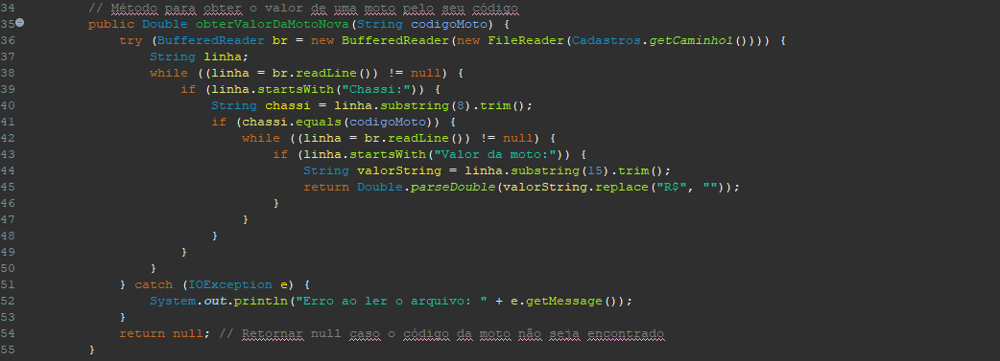 34 // Método para obter o valor de uma moto pelo seu código
35 public Double obterValorDaMotoNova(String codigoMoto) {
36 try (BufferedReader br = new BufferedReader(new FileReader(Cadastros.getCaminho1()))) {
37 String linha;
38 while ((linha = br.readLine()) != null) {
39 if (linha.startsWith("Chassi:")) {
40 String chassi = linha.substring(8).trim();
41 if (chassi.equals(codigoMoto)) {
42 while ((linha = br.readLine()) != null) {
43 if (linha.startsWith("Valor da moto:")) {
44 String valorString = linha.substring(15).trim();
45 return Double.parseDouble(valorString.replace("R$", ""));
46 }
47 }
48 }
49 }
50 }
51 } catch (IOException e) {
52 System.out.println("Erro ao ler o arquivo: " + e.getMessage());
53 }
54 return null; // Retornar null caso o código da moto não seja encontrado
55 }